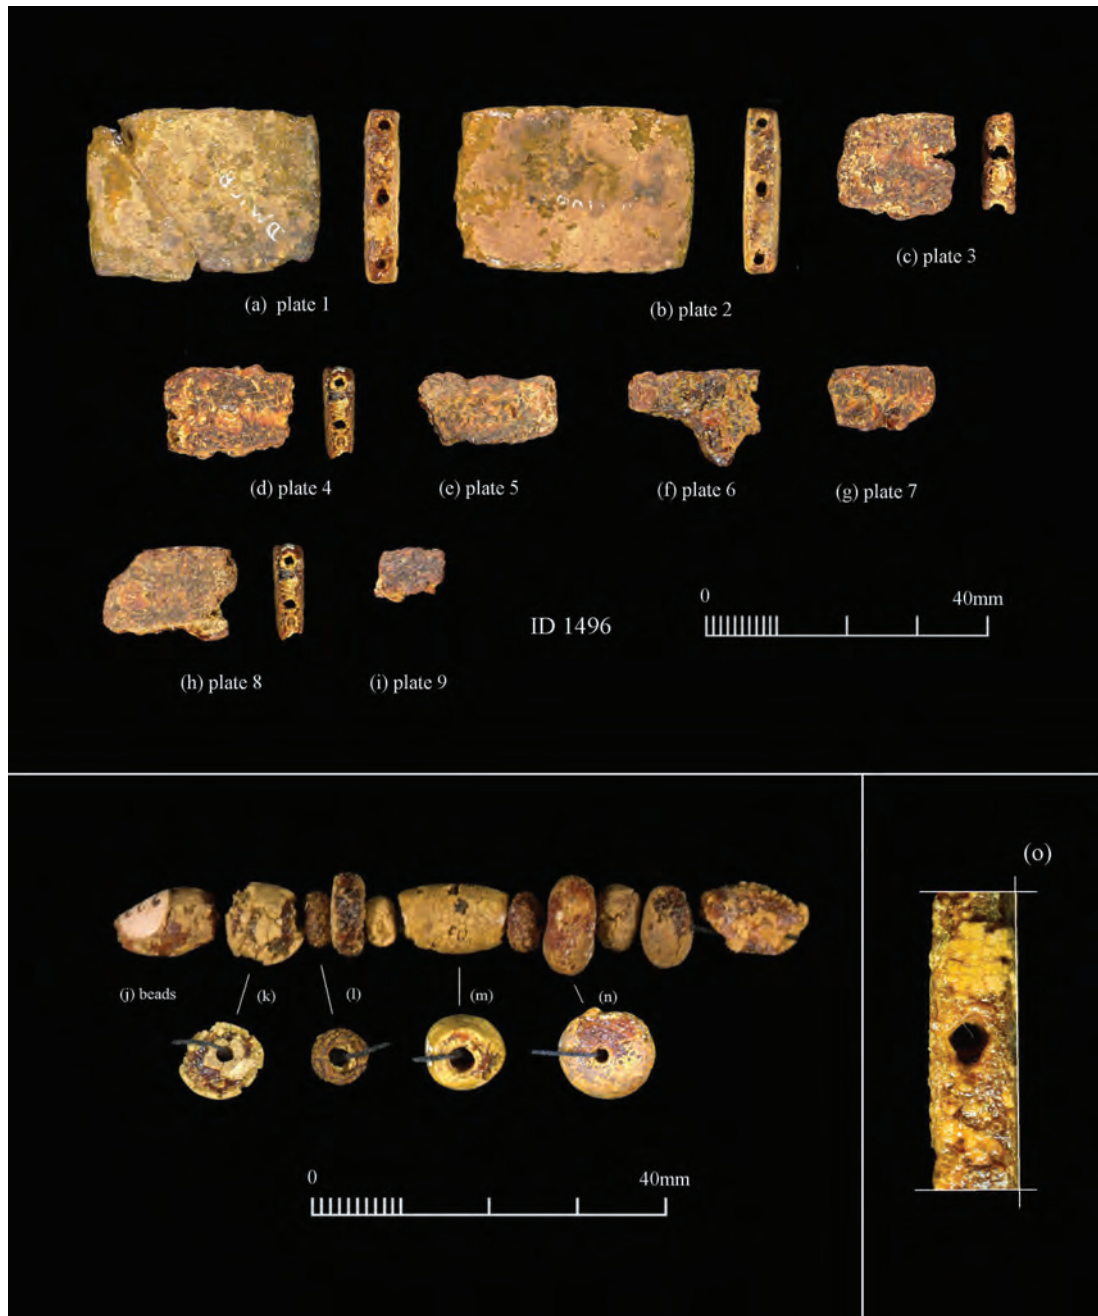 DM1U8
(a) plate 1
(b) plate 2
(c) plate 3
(d) plate 4
(e) plate 5
(f) plate 6
(g) plate 7
(h) plate 8
(i) plate 9
ID 1496
0 40mm
(j) beads
(k)
(l)
(m)
(n)
0 40mm
(o)